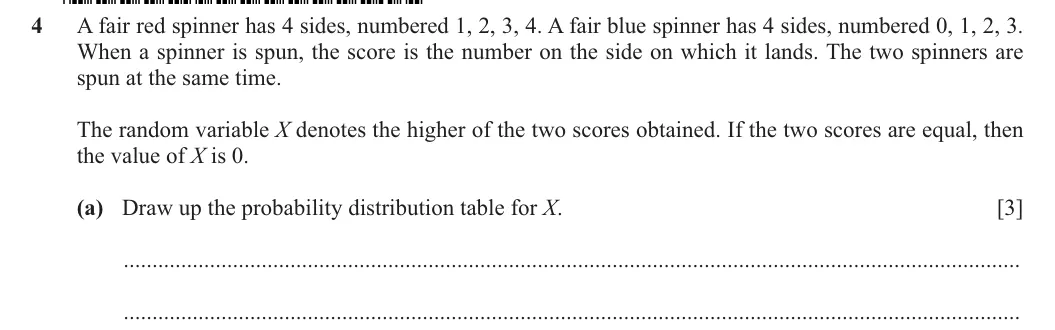 4 A fair red spinner has 4 sides, numbered 1, 2, 3, 4. A fair blue spinner has 4 sides, numbered 0, 1, 2, 3.
When a spinner is spun, the score is the number on the side on which it lands. The two spinners are
spun at the same time.
The random variable X denotes the higher of the two scores obtained. If the two scores are equal, then
the value of X is 0.
(a) Draw up the probability distribution table for X. [3]